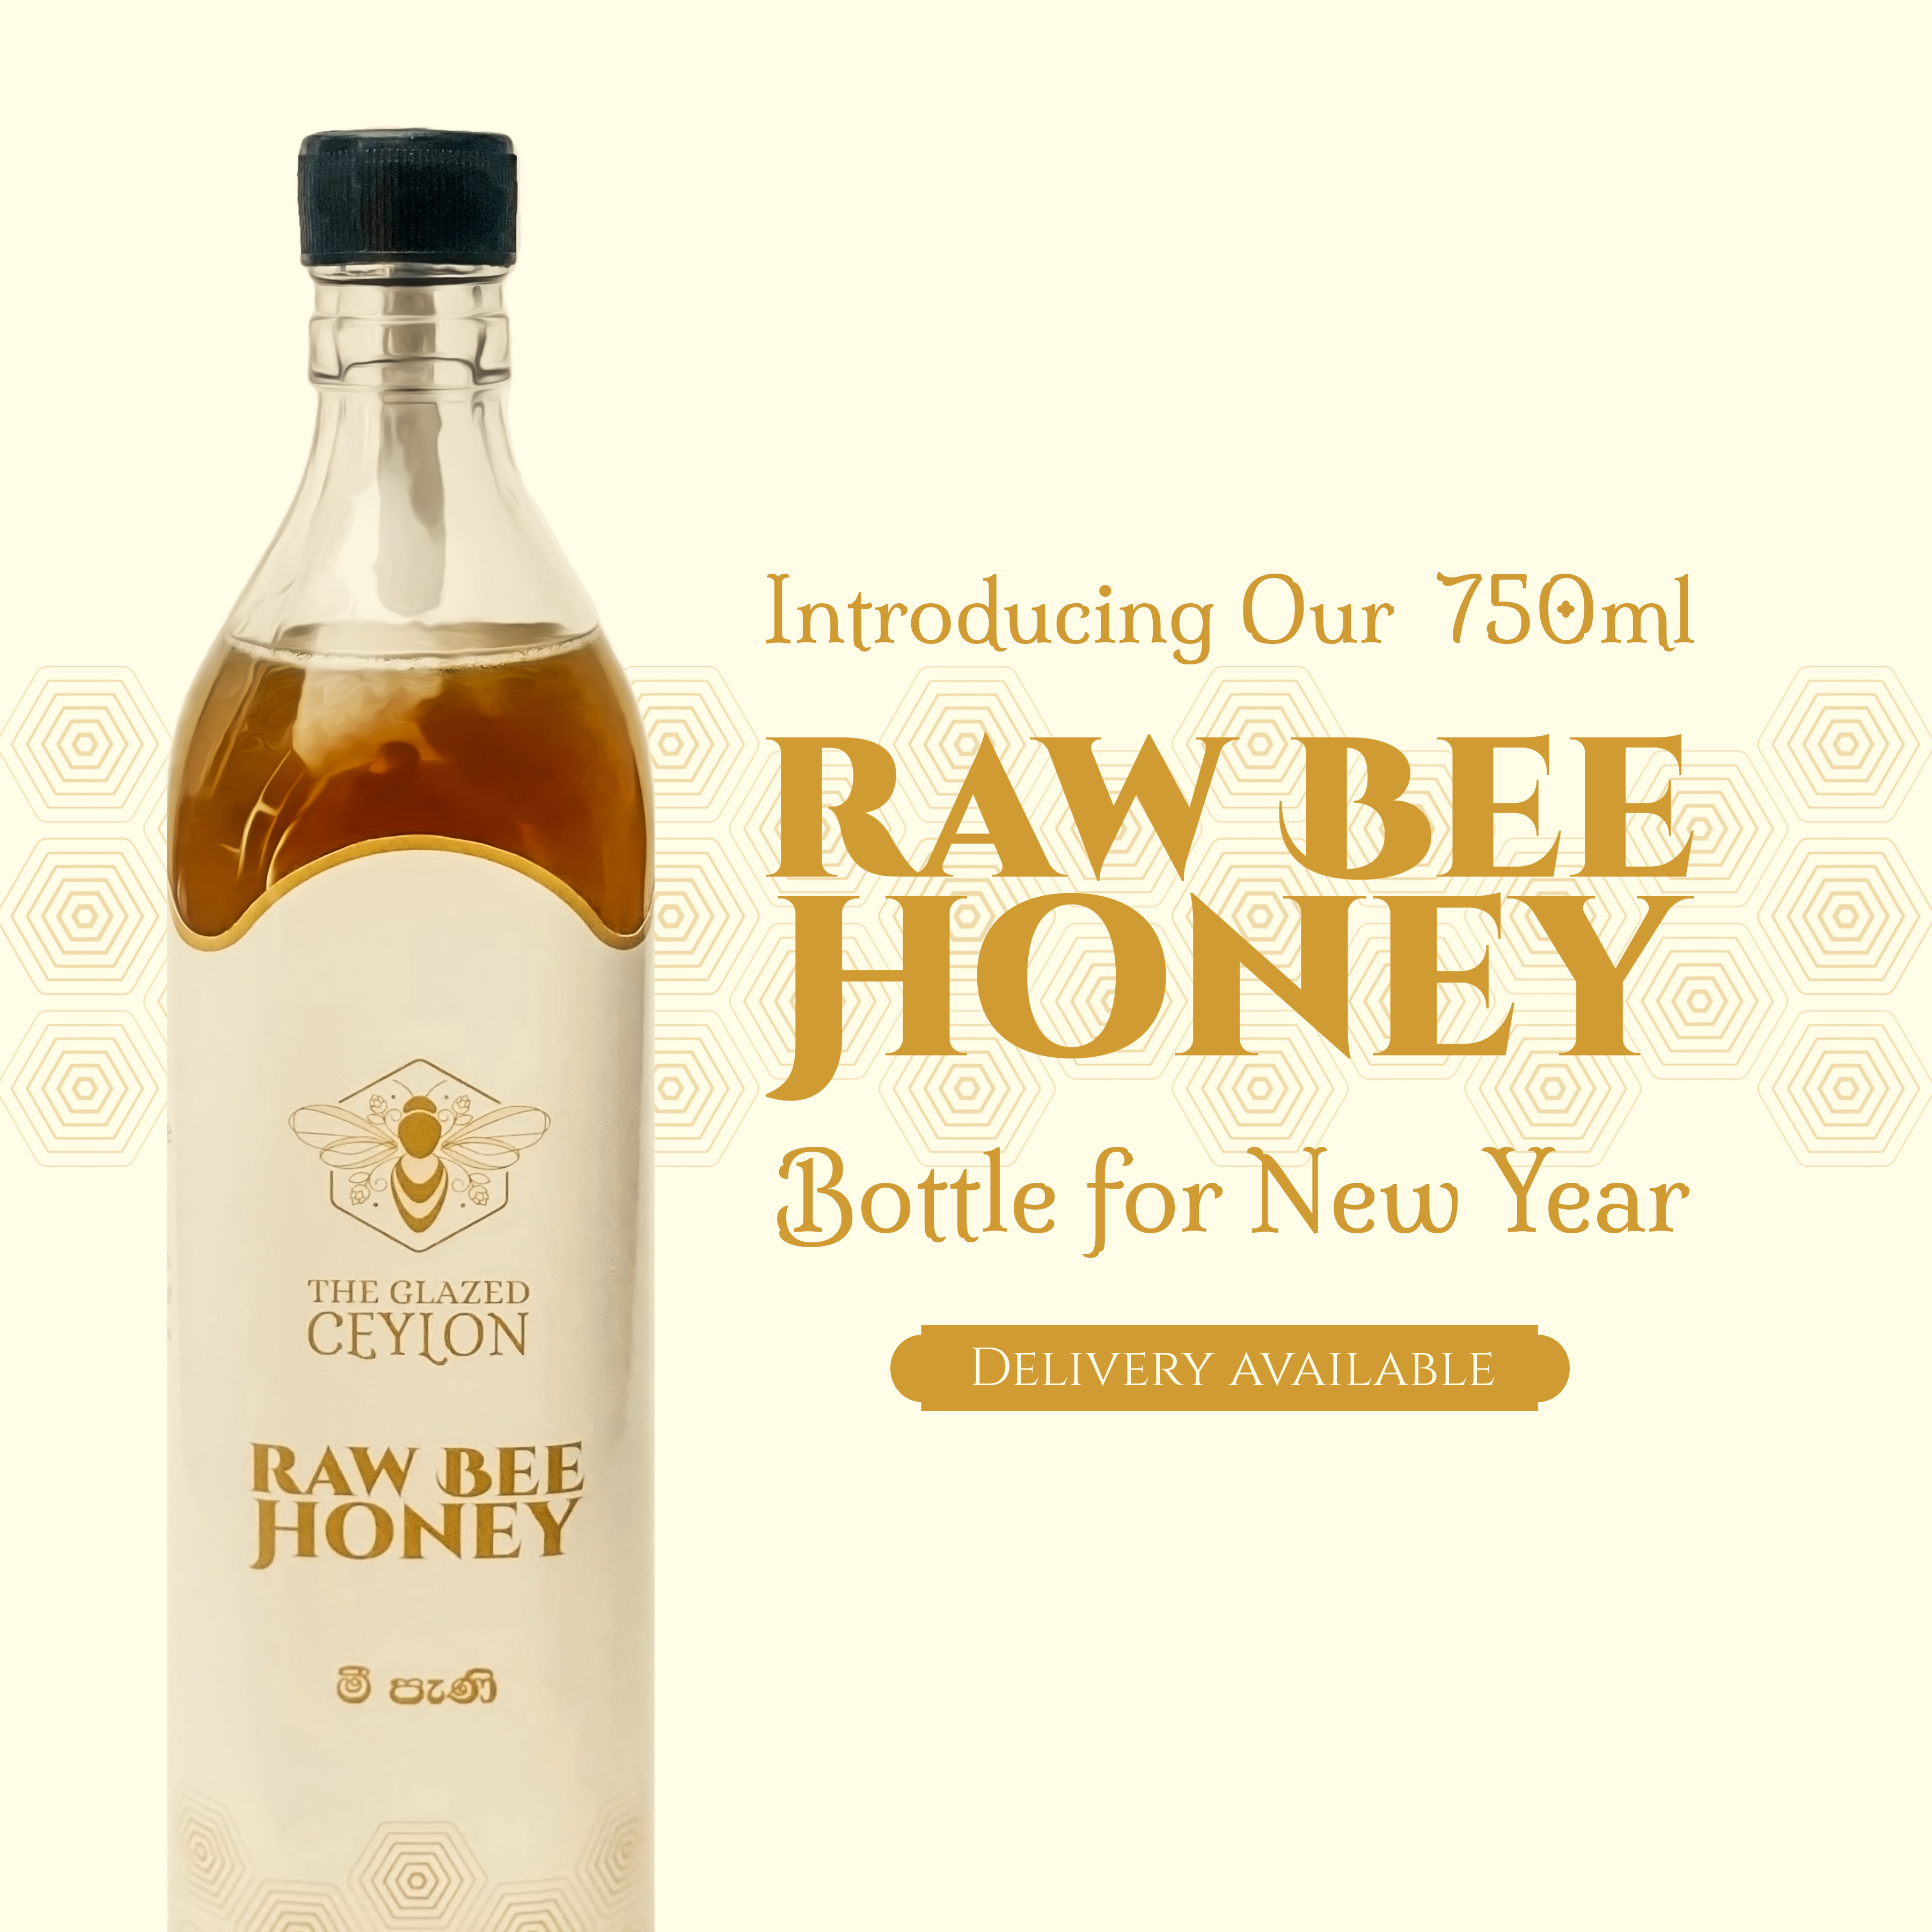 Introducing Our 750ml
RAW BEE
HONEY
Bottle for New Year
DELIVERY AVAILABLE
THE GLAZED
CEYLON
RAW BEE
HONEY
මී පැණි